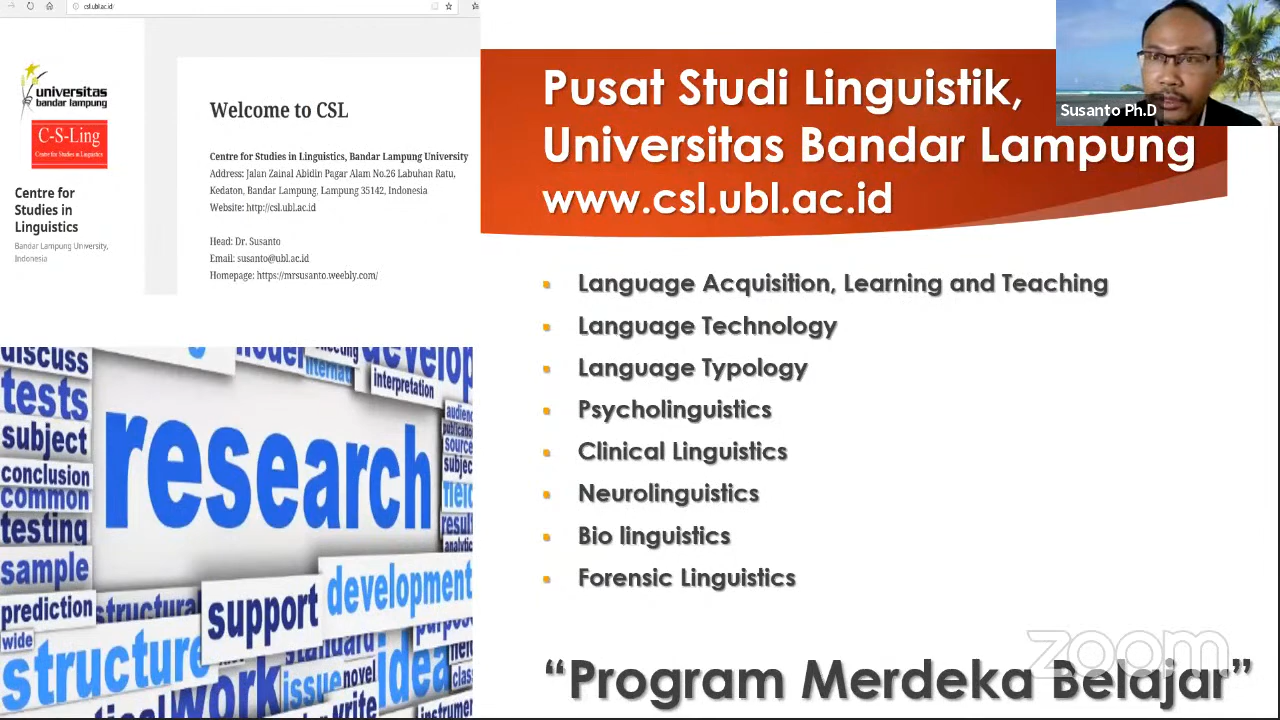 csl.ubl.ac.id/
universitas
bandar lampung
C-S-Ling
Centre for Studies in Linguistics
Centre for
Studies in
Linguistics
Bandar Lampung University,
Indonesia
Welcome to CSL
Centre for Studies in Linguistics, Bandar Lampung University
Address: Jalan Zainal Abidin Pagar Alam No.26 Labuhan Ratu,
Kedaton, Bandar Lampung, Lampung 35142, Indonesia
Website: http://csl.ubl.ac.id
Head: Dr. Susanto
Email: susanto@ubl.ac.id
Homepage: https://mrsusanto.weebly.com/
Pusat Studi Linguistik,
Universitas Bandar Lampung
www.csl.ubl.ac.id
Susanto Ph.D
Language Acquisition, Learning and Teaching
Language Technology
Language Typology
Psycholinguistics
Clinical Linguistics
Neurolinguistics
Bio linguistics
Forensic Linguistics
“Program Merdeka Belajar”
zoom
discuss
tests
subject
conclusion
common
testing
sample
prediction
wide
structure
structural
research
interpretation
support
development
standard
issue
novel
write
idea
work